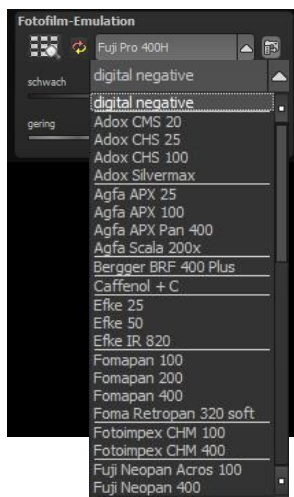 Fotofilm-Emulation
Fuji Pro 400H
schwach
digital negative
gering
digital negative
Adox CMS 20
Adox CHS 25
Adox CHS 100
Adox Silvermax
Agfa APX 25
Agfa APX 100
Agfa APX Pan 400
Agfa Scala 200x
Bergger BRF 400 Plus
Caffenol + C
Efke 25
Efke 50
Efke IR 820
Fomapan 100
Fomapan 200
Fomapan 400
Foma Retropan 320 soft
Fotoimpex CHM 100
Fotoimpex CHM 400
Fuji Neopan Acros 100
Fuji Neopan 400